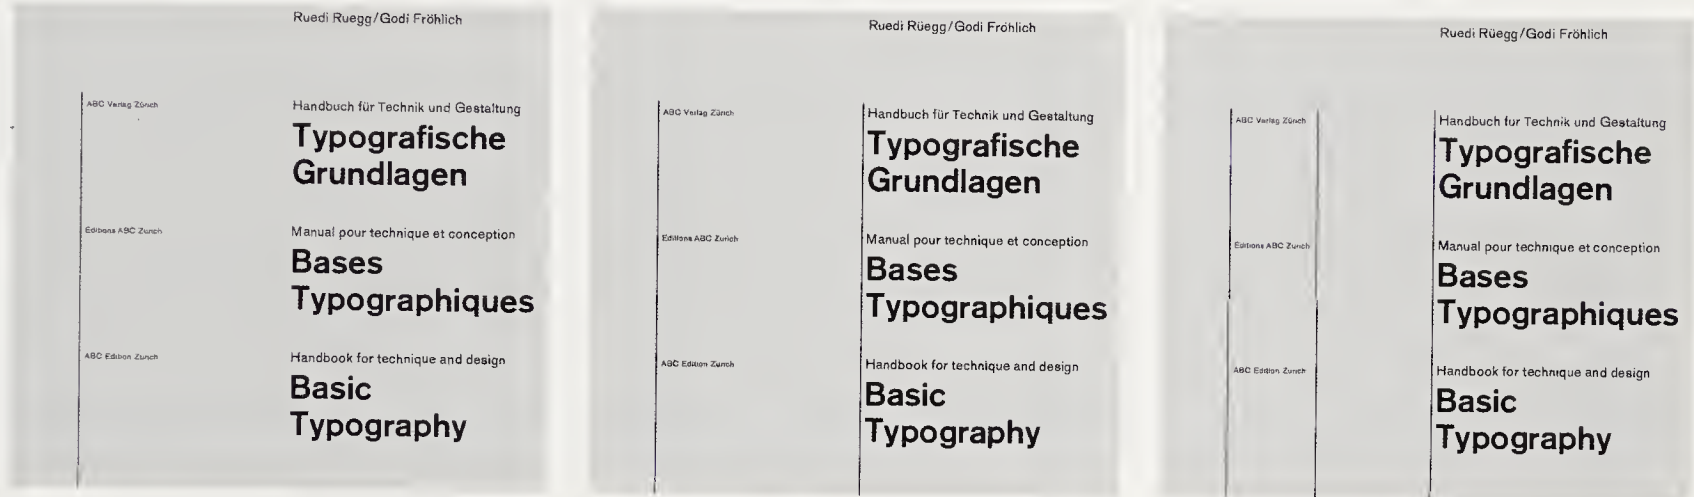 Ruedi Ruegg/Godi Fröhlich
ABC Verlag Zürich
Handbuch für Technik und Gestaltung
Typografische
Grundlagen
Editions ABC Zurich
Manual pour technique et conception
Bases
Typographiques
ABC Edition Zurich
Handbook for technique and design
Basic
Typography
Ruedi Rüegg/Godi Fröhlich
ABC Verlag Zürich
Handbuch für Technik und Gestaltung
Typografische
Grundlagen
Editions ABC Zurich
Manual pour technique et conception
Bases
Typographiques
ABC Edition Zurich
Handbook for technique and design
Basic
Typography
Ruedi Rüegg/Godi Fröhlich
ABC Verlag Zürich
Handbuch fur Technik und Gestaltung
Typografische
Grundlagen
Editions ABC Zurich
Manual pour technique et conception
Bases
Typographiques
ABC Edition Zurich
Handbook for technique and design
Basic
Typography